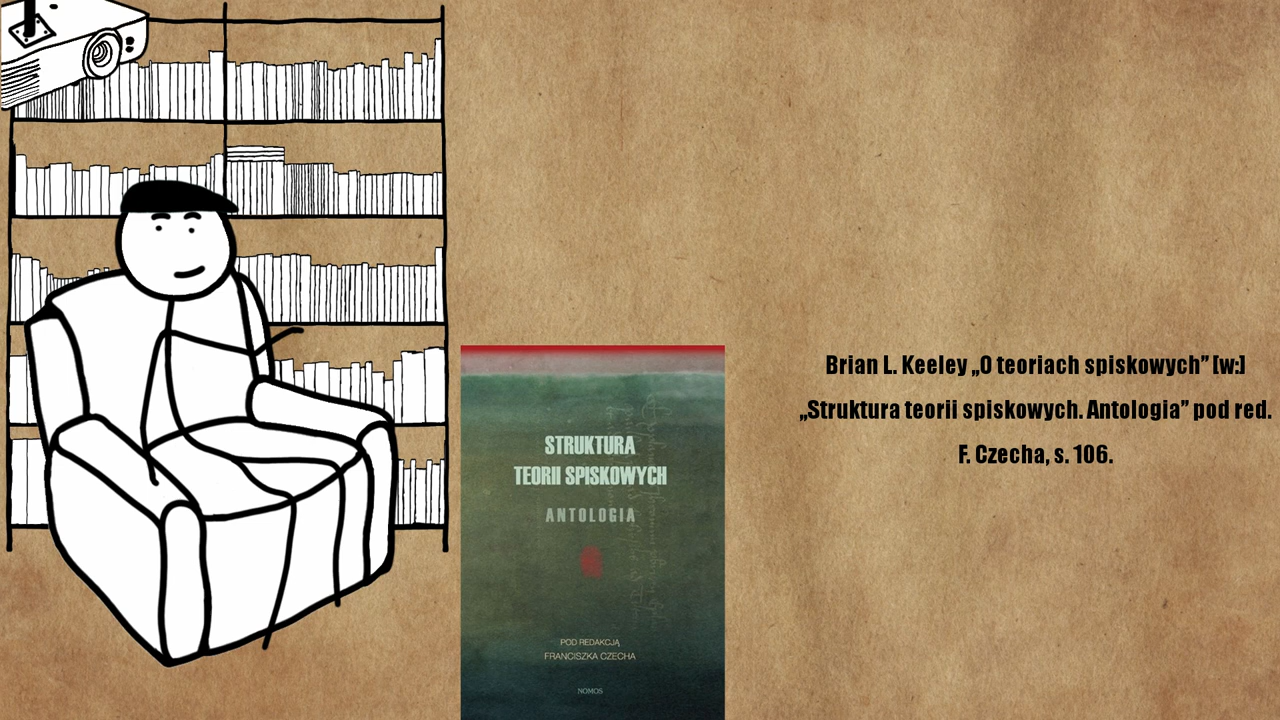 STRUKTURA
TEORII SPISKOWYCH
ANTOLOGIA
POD REDAKCJĄ
FRANCISZKA CZECHA
NOMOS
Brian L. Keeley „O teoriach spiskowych” [w:]
„Struktura teorii spiskowych. Antologia” pod red.
F. Czecha, s. 106.